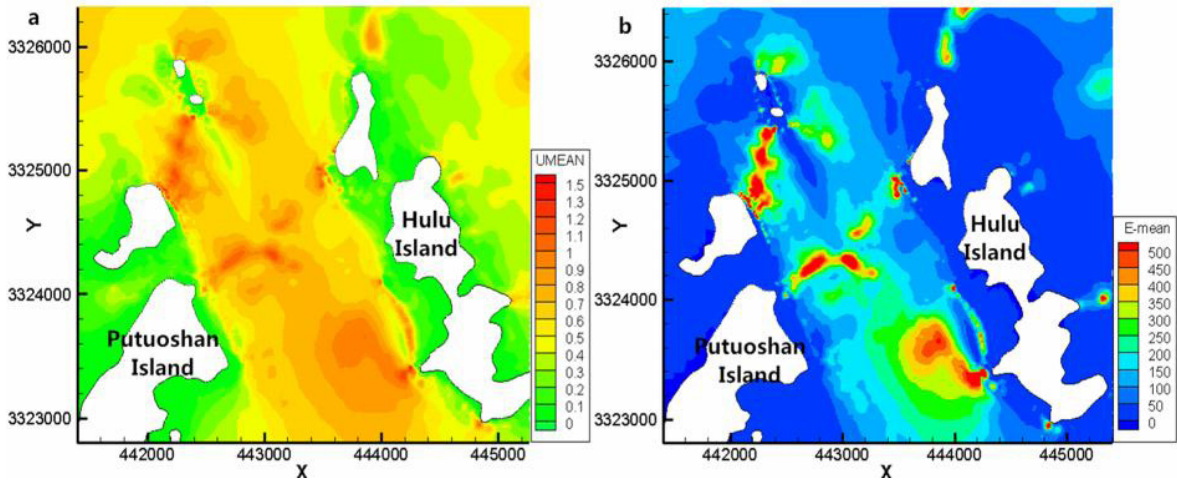 a
3326000
3325000
3324000
3323000
Y
442000 443000 444000 445000
X
Hulu
Island
Putuoshan
Island
UMEAN
1.5
1.3
1.2
1
0.9
0.8
0.7
0.6
0.5
0.4
0.3
0.2
0.1
0
b
3326000
3325000
3324000
3323000
Y
442000 443000 444000 445000
X
Hulu
Island
Putuoshan
Island
E-mean
500
450
400
350
300
250
200
150
100
50
0